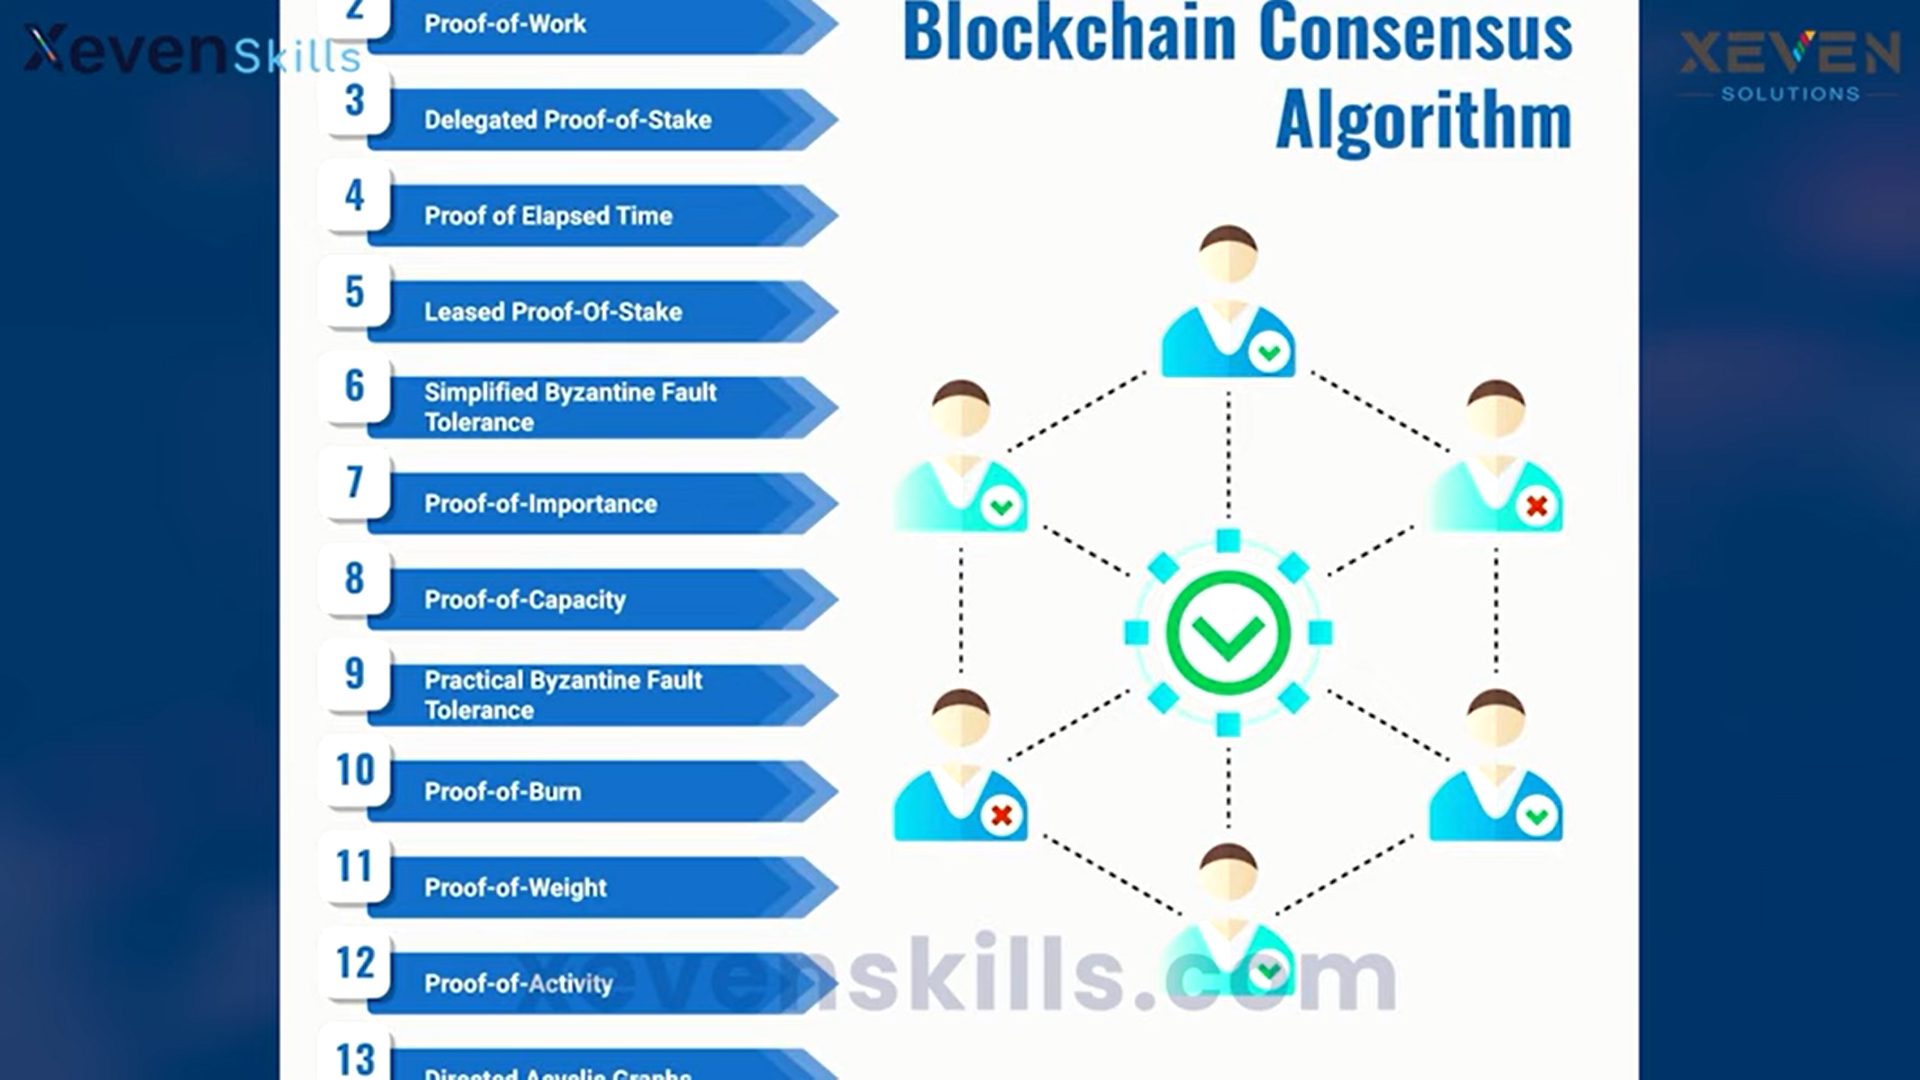 XevenSkills
XEVEN
SOLUTIONS
Blockchain Consensus
Algorithm
2
Proof-of-Work
3
Delegated Proof-of-Stake
4
Proof of Elapsed Time
5
Leased Proof-Of-Stake
6
Simplified Byzantine Fault
Tolerance
7
Proof-of-Importance
8
Proof-of-Capacity
9
Practical Byzantine Fault
Tolerance
10
Proof-of-Burn
11
Proof-of-Weight
12
Proof-of-Activity
13
Directed Acyclic Graphs
xevenskills.com